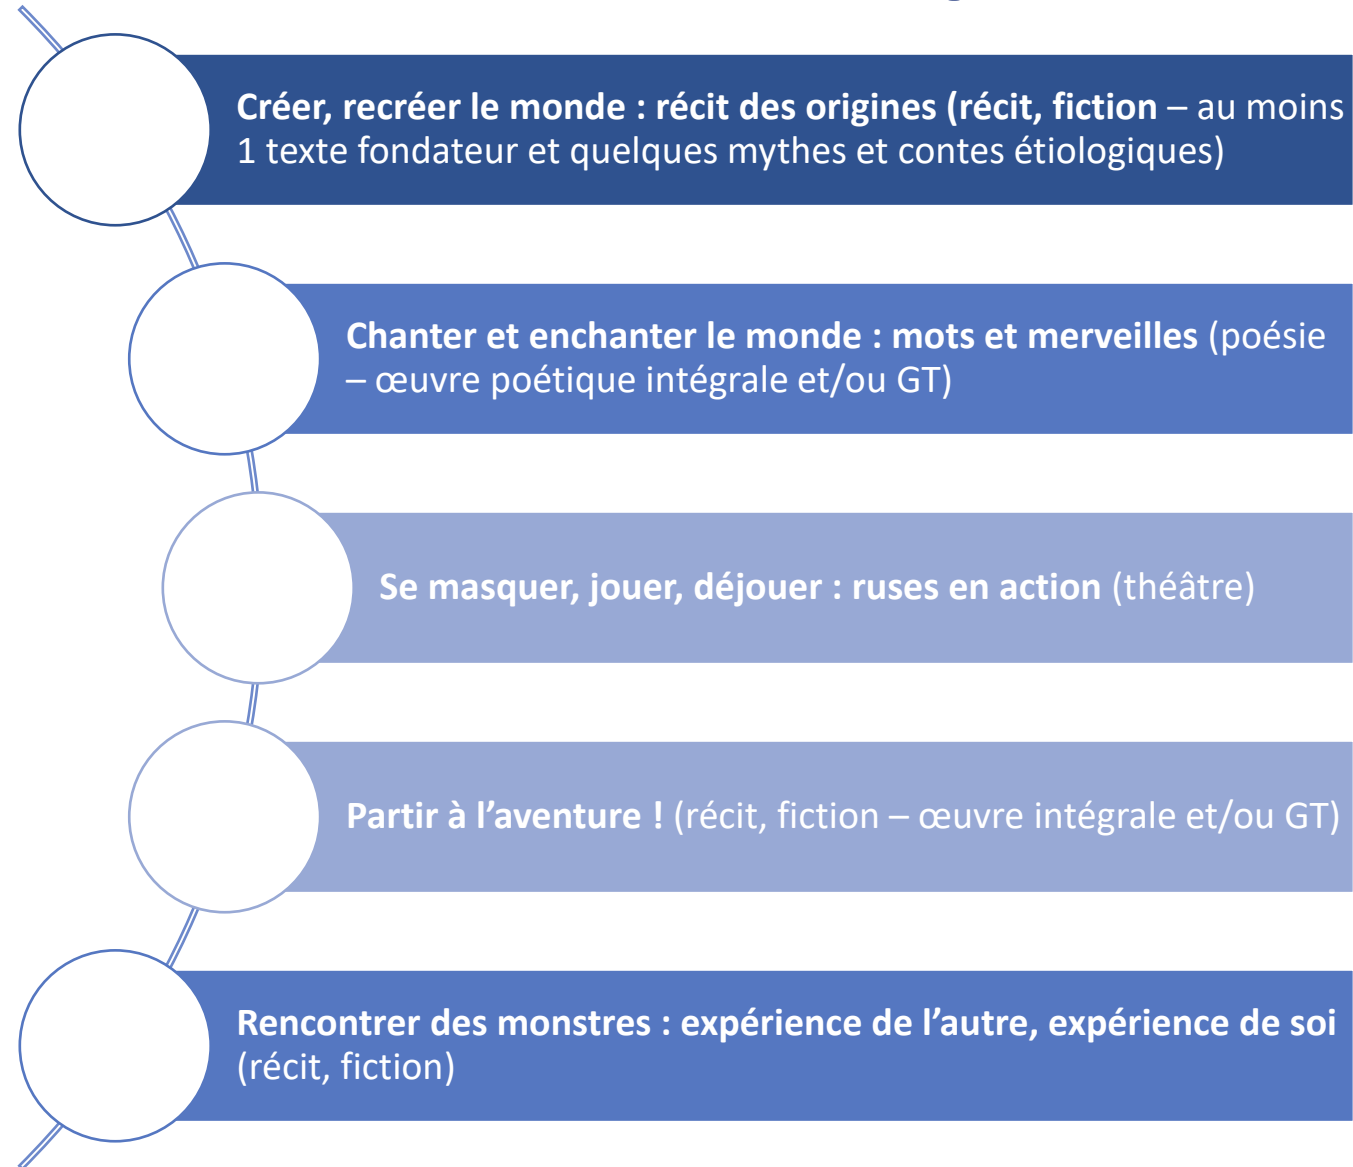 Créer, recréer le monde : récit des origines (récit, fiction – au moins
1 texte fondateur et quelques mythes et contes étiologiques)
Chanter et enchanter le monde : mots et merveilles (poésie
– œuvre poétique intégrale et/ou GT)
Se masquer, jouer, déjouer : ruses en action (théâtre)
Partir à l’aventure ! (récit, fiction – œuvre intégrale et/ou GT)
Rencontrer des monstres : expérience de l’autre, expérience de soi
(récit, fiction)